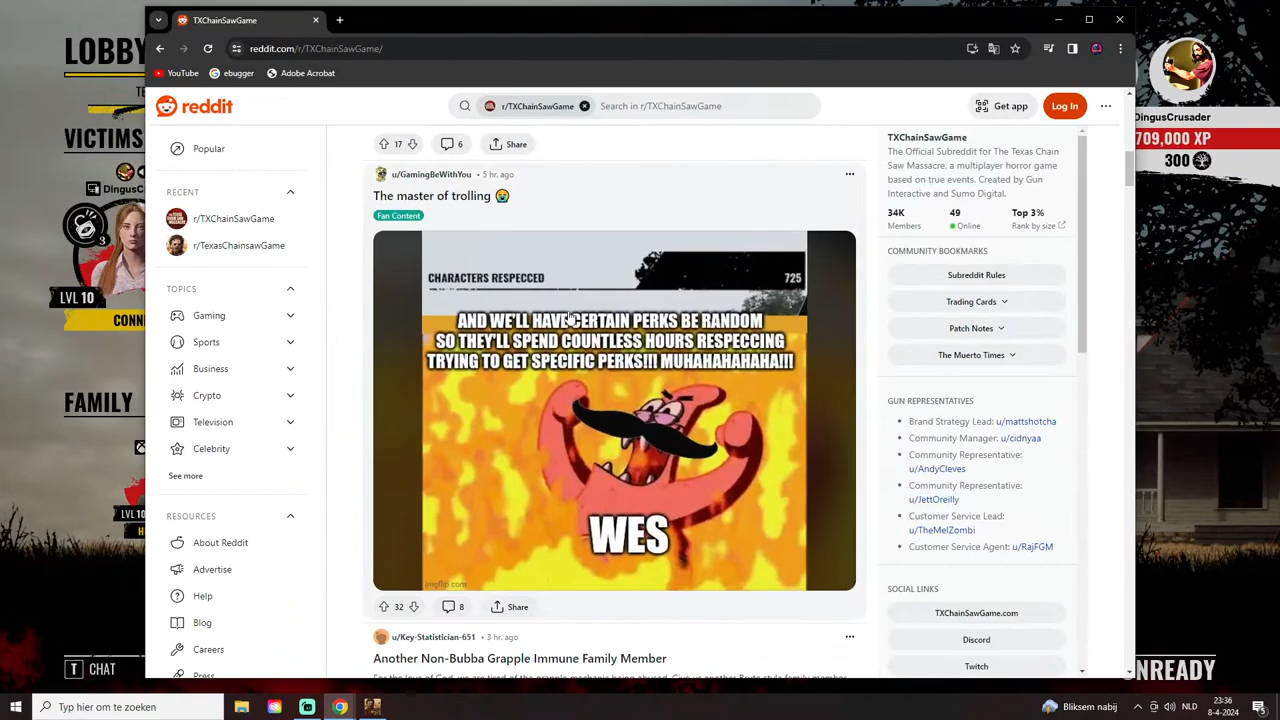 LOBBY
VICTIMS
DingusC
3
LVL 10
CONN
FAMILY
LVL 10
T CHAT
TXChainSawGame
reddit.com/r/TXChainSawGame/
YouTube
ebugger
Adobe Acrobat
reddit
r/TXChainSawGame
Search in r/TXChainSawGame
Get app
Log In
Popular
RECENT
r/TXChainSawGame
r/TexasChainsawGame
TOPICS
Gaming
Sports
Business
Crypto
Television
Celebrity
See more
RESOURCES
About Reddit
Advertise
Help
Blog
Careers
Press
17
6
Share
u/GamingBeWithYou • 5 hr. ago
The master of trolling 😭
Fan Content
CHARACTERS RESPECCED 725
AND WE'LL HAVE CERTAIN PERKS BE RANDOM
SO THEY'LL SPEND COUNTLESS HOURS RESPECCING
TRYING TO GET SPECIFIC PERKS!!! MUHAHAHAHAHA!!!
WES
imgflip.com
32
8
Share
u/Key-Statistician-651 • 3 hr. ago
Another Non-Bubba Grapple Immune Family Member
TXChainSawGame
The Official Subreddit for The Texas Chain
Saw Massacre, a multiplayer horror game
based on true events. Created by Gun
Interactive and Sumo Digital.
34K
49
Top 3%
Members
Online
Rank by size
COMMUNITY BOOKMARKS
Subreddit Rules
Trading Cards
Patch Notes
The Muerto Times
GUN REPRESENTATIVES
Brand Strategy Lead: u/mattshotcha
Community Manager: u/cidnyaa
Community Representative:
u/AndyCleves
Community Representative:
u/JettOreilly
Customer Service Lead:
u/TheMelZombi
Customer Service Agent: u/RajFGM
SOCIAL LINKS
TXChainSawGame.com
Discord
Twitch
DingusCrusader
709,000 XP
300
UNREADY
Typ hier om te zoeken
Bliksem nabij
NLD
23:36
8-4-2024
5